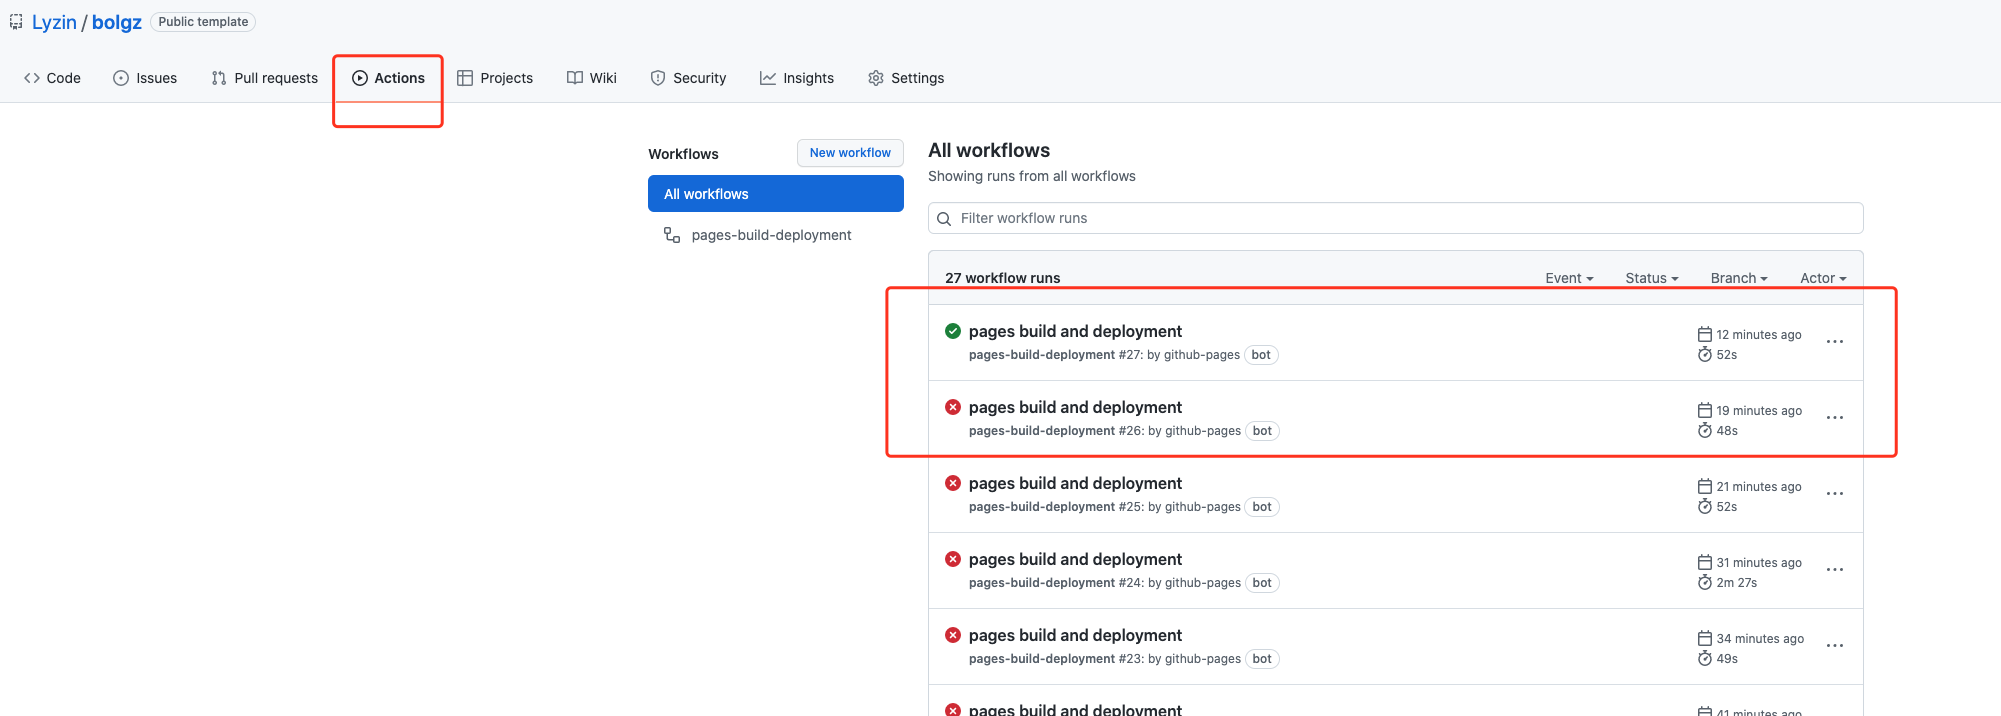 Lyzin / bolgz Public template
Code Issues Pull requests Actions Projects Wiki Security Insights Settings
Workflows
New workflow
All workflows
pages-build-deployment
All workflows
Showing runs from all workflows
Filter workflow runs
27 workflow runs Event Status Branch Actor
pages build and deployment
12 minutes ago
pages-build-deployment #27: by github-pages bot
52s
pages build and deployment
19 minutes ago
pages-build-deployment #26: by github-pages bot
48s
pages build and deployment
21 minutes ago
pages-build-deployment #25: by github-pages bot
52s
pages build and deployment
31 minutes ago
pages-build-deployment #24: by github-pages bot
2m 27s
pages build and deployment
34 minutes ago
pages-build-deployment #23: by github-pages bot
49s
pages build and deployment
41 minutes ago